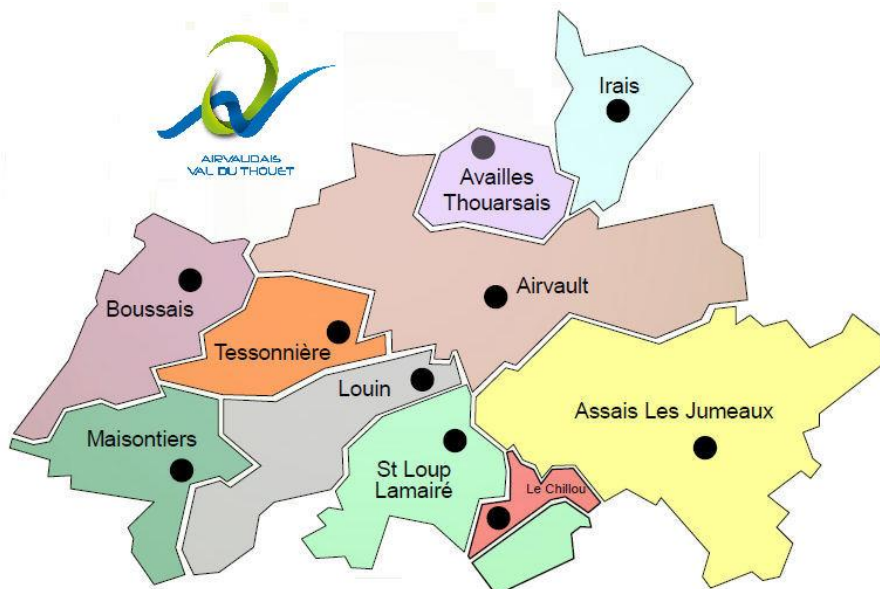 AIRVAUDAIS
VAL DU THOUET
Irais
Availles
Thouarsais
Airvault
Boussais
Tessonnière
Louin
Assais Les Jumeaux
Maisontiers
St Loup
Lamairé
Le Chillou